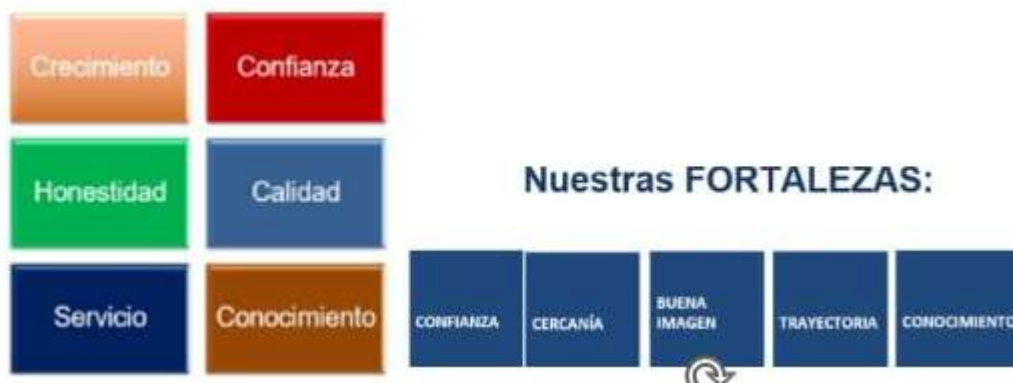 Crecimiento
Confianza
Honestidad
Calidad
Servicio
Conocimiento
Nuestras FORTALEZAS:
CONFIANZA
CERCANÍA
BUENA
IMAGEN
TRAYECTORIA
CONOCIMIENTO